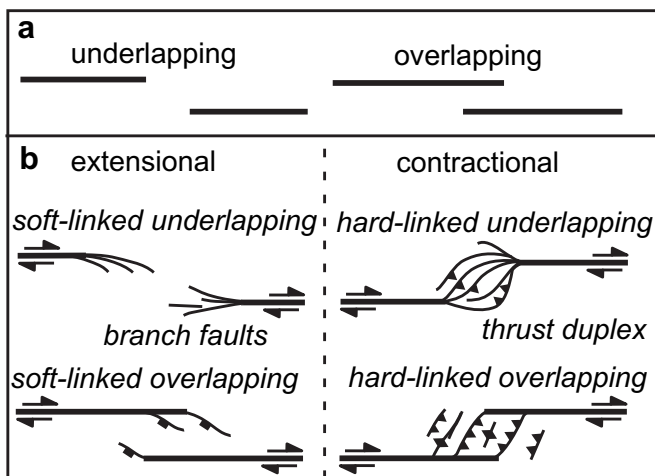 a
underlapping overlapping
b extensional contractional
soft-linked underlapping hard-linked underlapping
branch faults thrust duplex
soft-linked overlapping hard-linked overlapping